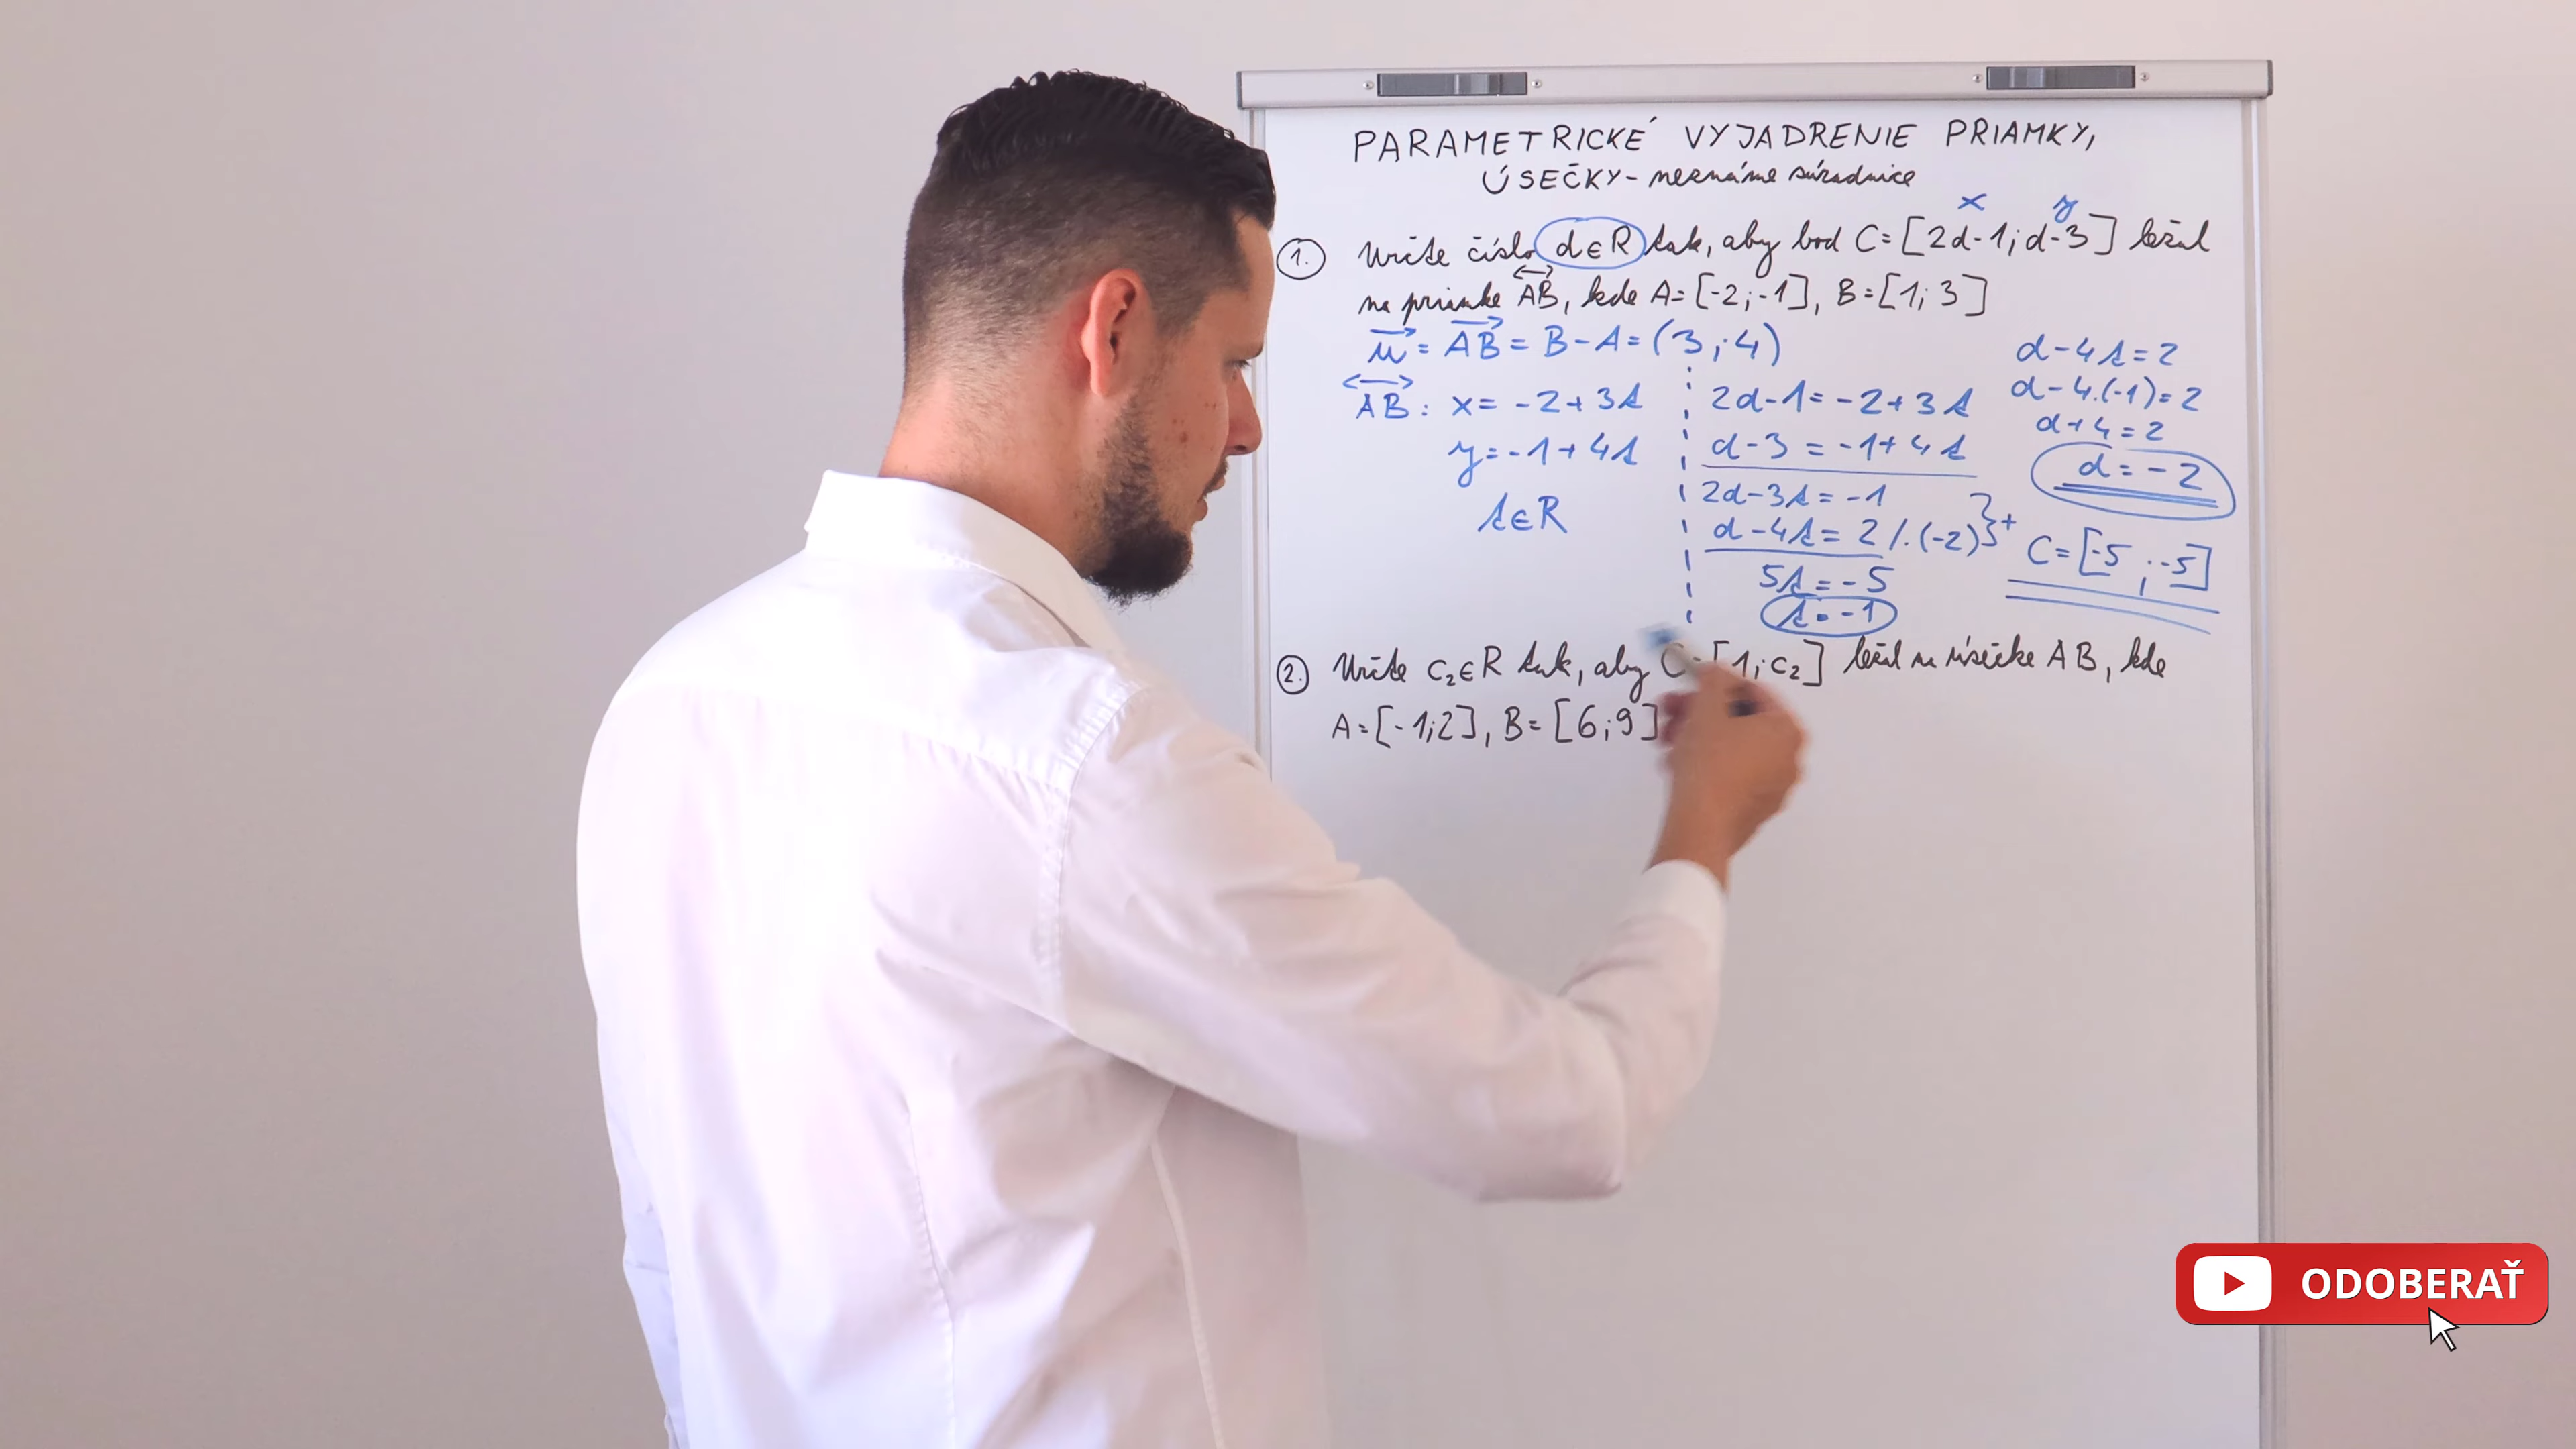 PARAMETRICKÉ VYJADRENIE PRIAMKY,
ÚSEČKY - neznáme súradnice
x y
1. Určte číslo d∈R tak, aby bod C=[2d-1; d-3] ležal
na priamke AB, kde A=[-2;-1], B=[1;3]
u = AB = B-A = (3;4)
AB: x = -2+3t
y = -1+4t
t∈R
2d-1 = -2+3t
d-3 = -1+4t
2d-3t = -1
d-4t = 2 /.(-2) }+
5t = -5
t = -1
d-4t = 2
d-4.(-1) = 2
d+4 = 2
d = -2
C = [-5;-5]
2. Určte c₂∈R tak, aby C=[1;c₂] ležal na úsečke AB, kde
A=[-1;2], B=[6;9]
ODOBERAŤ